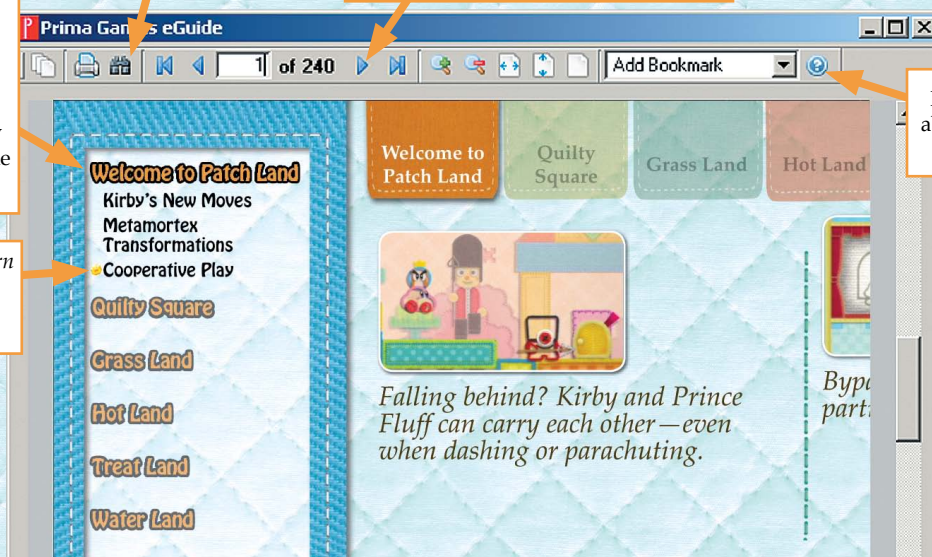 Prima Games eGuide
1 of 240
Add Bookmark
Welcome to Patch Land
Kirby's New Moves
Metamortex
Transformations
Cooperative Play
Quilty Square
Grass Land
Hot Land
Treat Land
Water Land
Welcome to
Patch Land
Quilty
Square
Grass Land
Hot Land
Falling behind? Kirby and Prince
Fluff can carry each other—even
when dashing or parachuting.